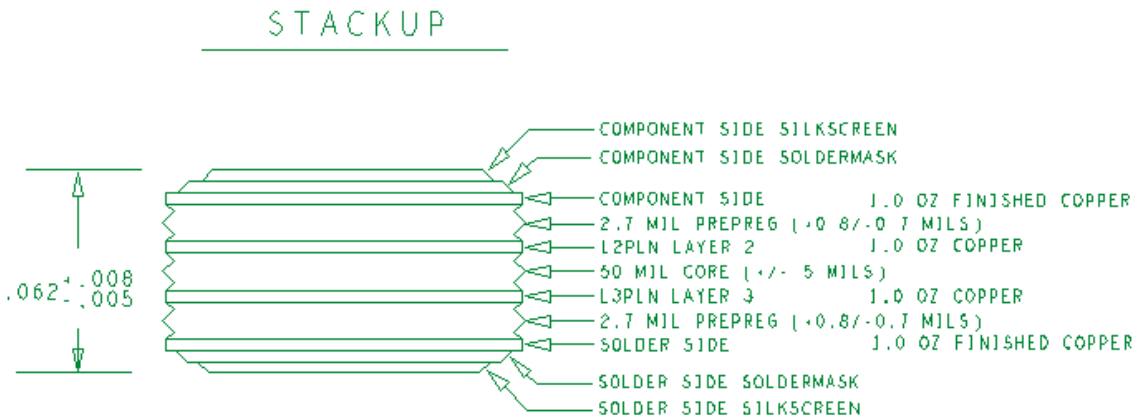 STACKUP
COMPONENT SIDE SILKSCREEN
COMPONENT SIDE SOLDERMASK
COMPONENT SIDE 1.0 OZ FINISHED COPPER
2.7 MIL PREPREG (+0.8/-0.7 MILS)
L2PLN LAYER 2 1.0 OZ COPPER
50 MIL CORE (+/- 5 MILS)
.062 +.008
-.005
L3PLN LAYER 3 1.0 OZ COPPER
2.7 MIL PREPREG (+0.8/-0.7 MILS)
SOLDER SIDE 1.0 OZ FINISHED COPPER
SOLDER SIDE SOLDERMASK
SOLDER SIDE SILKSCREEN